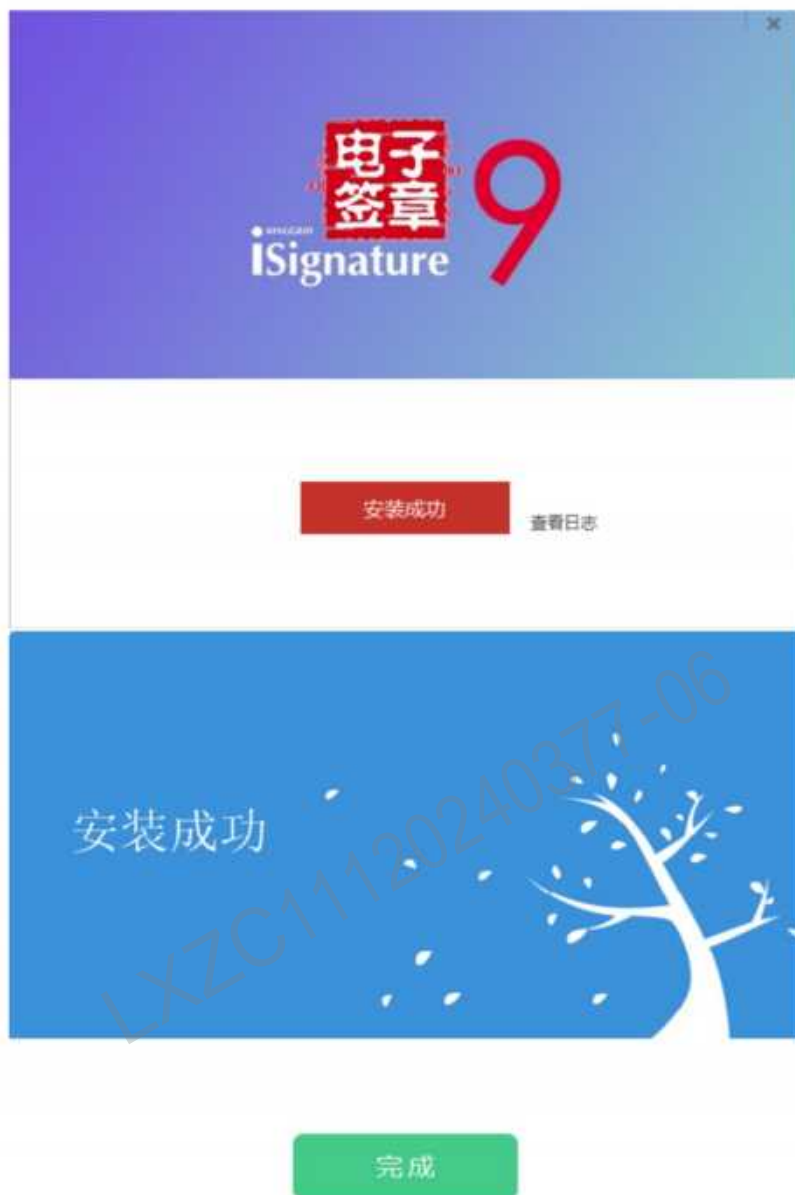 电子
签章
9
iSignature
安装成功
查看日志
安装成功
LXZC11120240377-06
完成